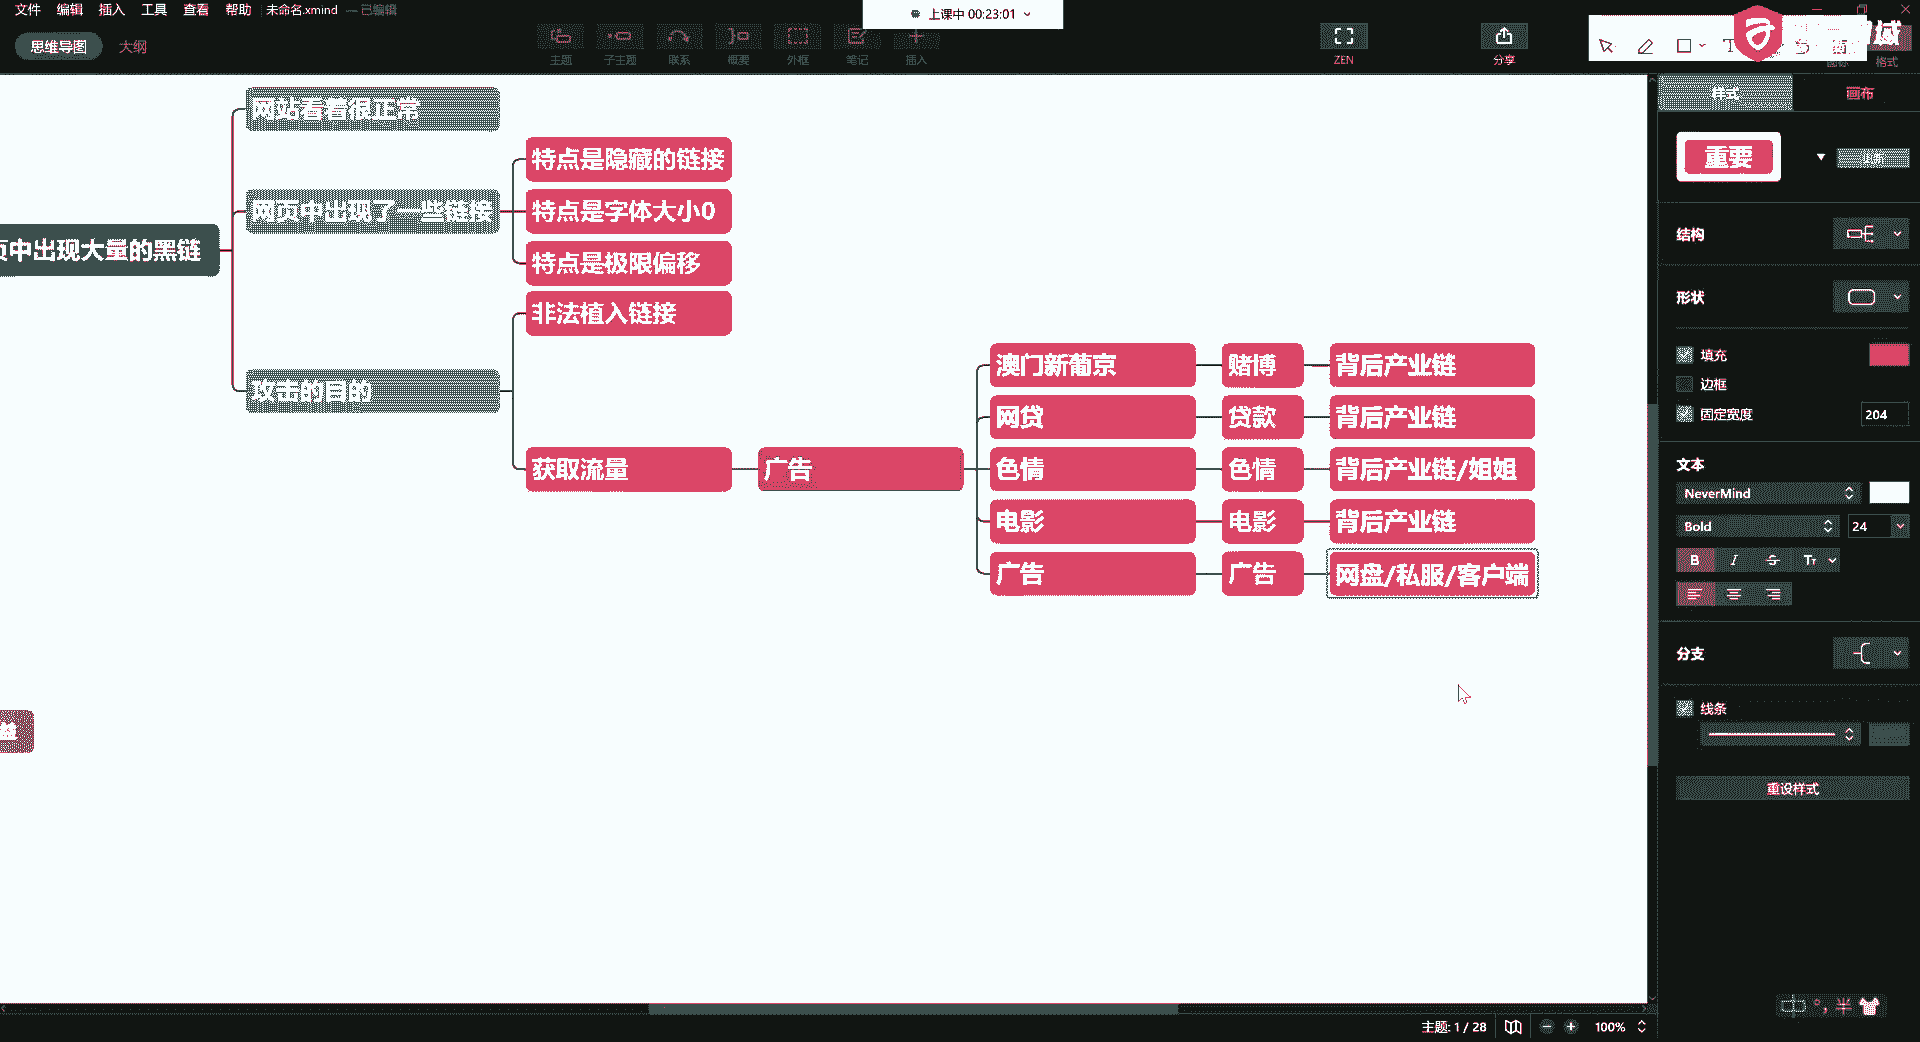 文件 编辑 插入 工具 查看 帮助 未命名.xmind — 已编辑
上课中 00:23:01
思维导图 大纲
主题 子主题 联系 概要 外框 笔记 插入
ZEN
分享
格式
域
网站看着很正常
网页中出现了一些链接
页中出现大量的黑链
攻击的目的
特点是隐藏的链接
特点是字体大小0
特点是极限偏移
非法植入链接
获取流量
广告
澳门新葡京 赌博 背后产业链
网贷 贷款 背后产业链
色情 色情 背后产业链/姐姐
电影 电影 背后产业链
广告 广告 网盘/私服/客户端
样式 画布
重要
结构
形状
填充
边框
固定宽度 204
文本
NeverMind
Bold 24
B I S Tт
分支
线条
重设样式
主题: 1 / 28 100%